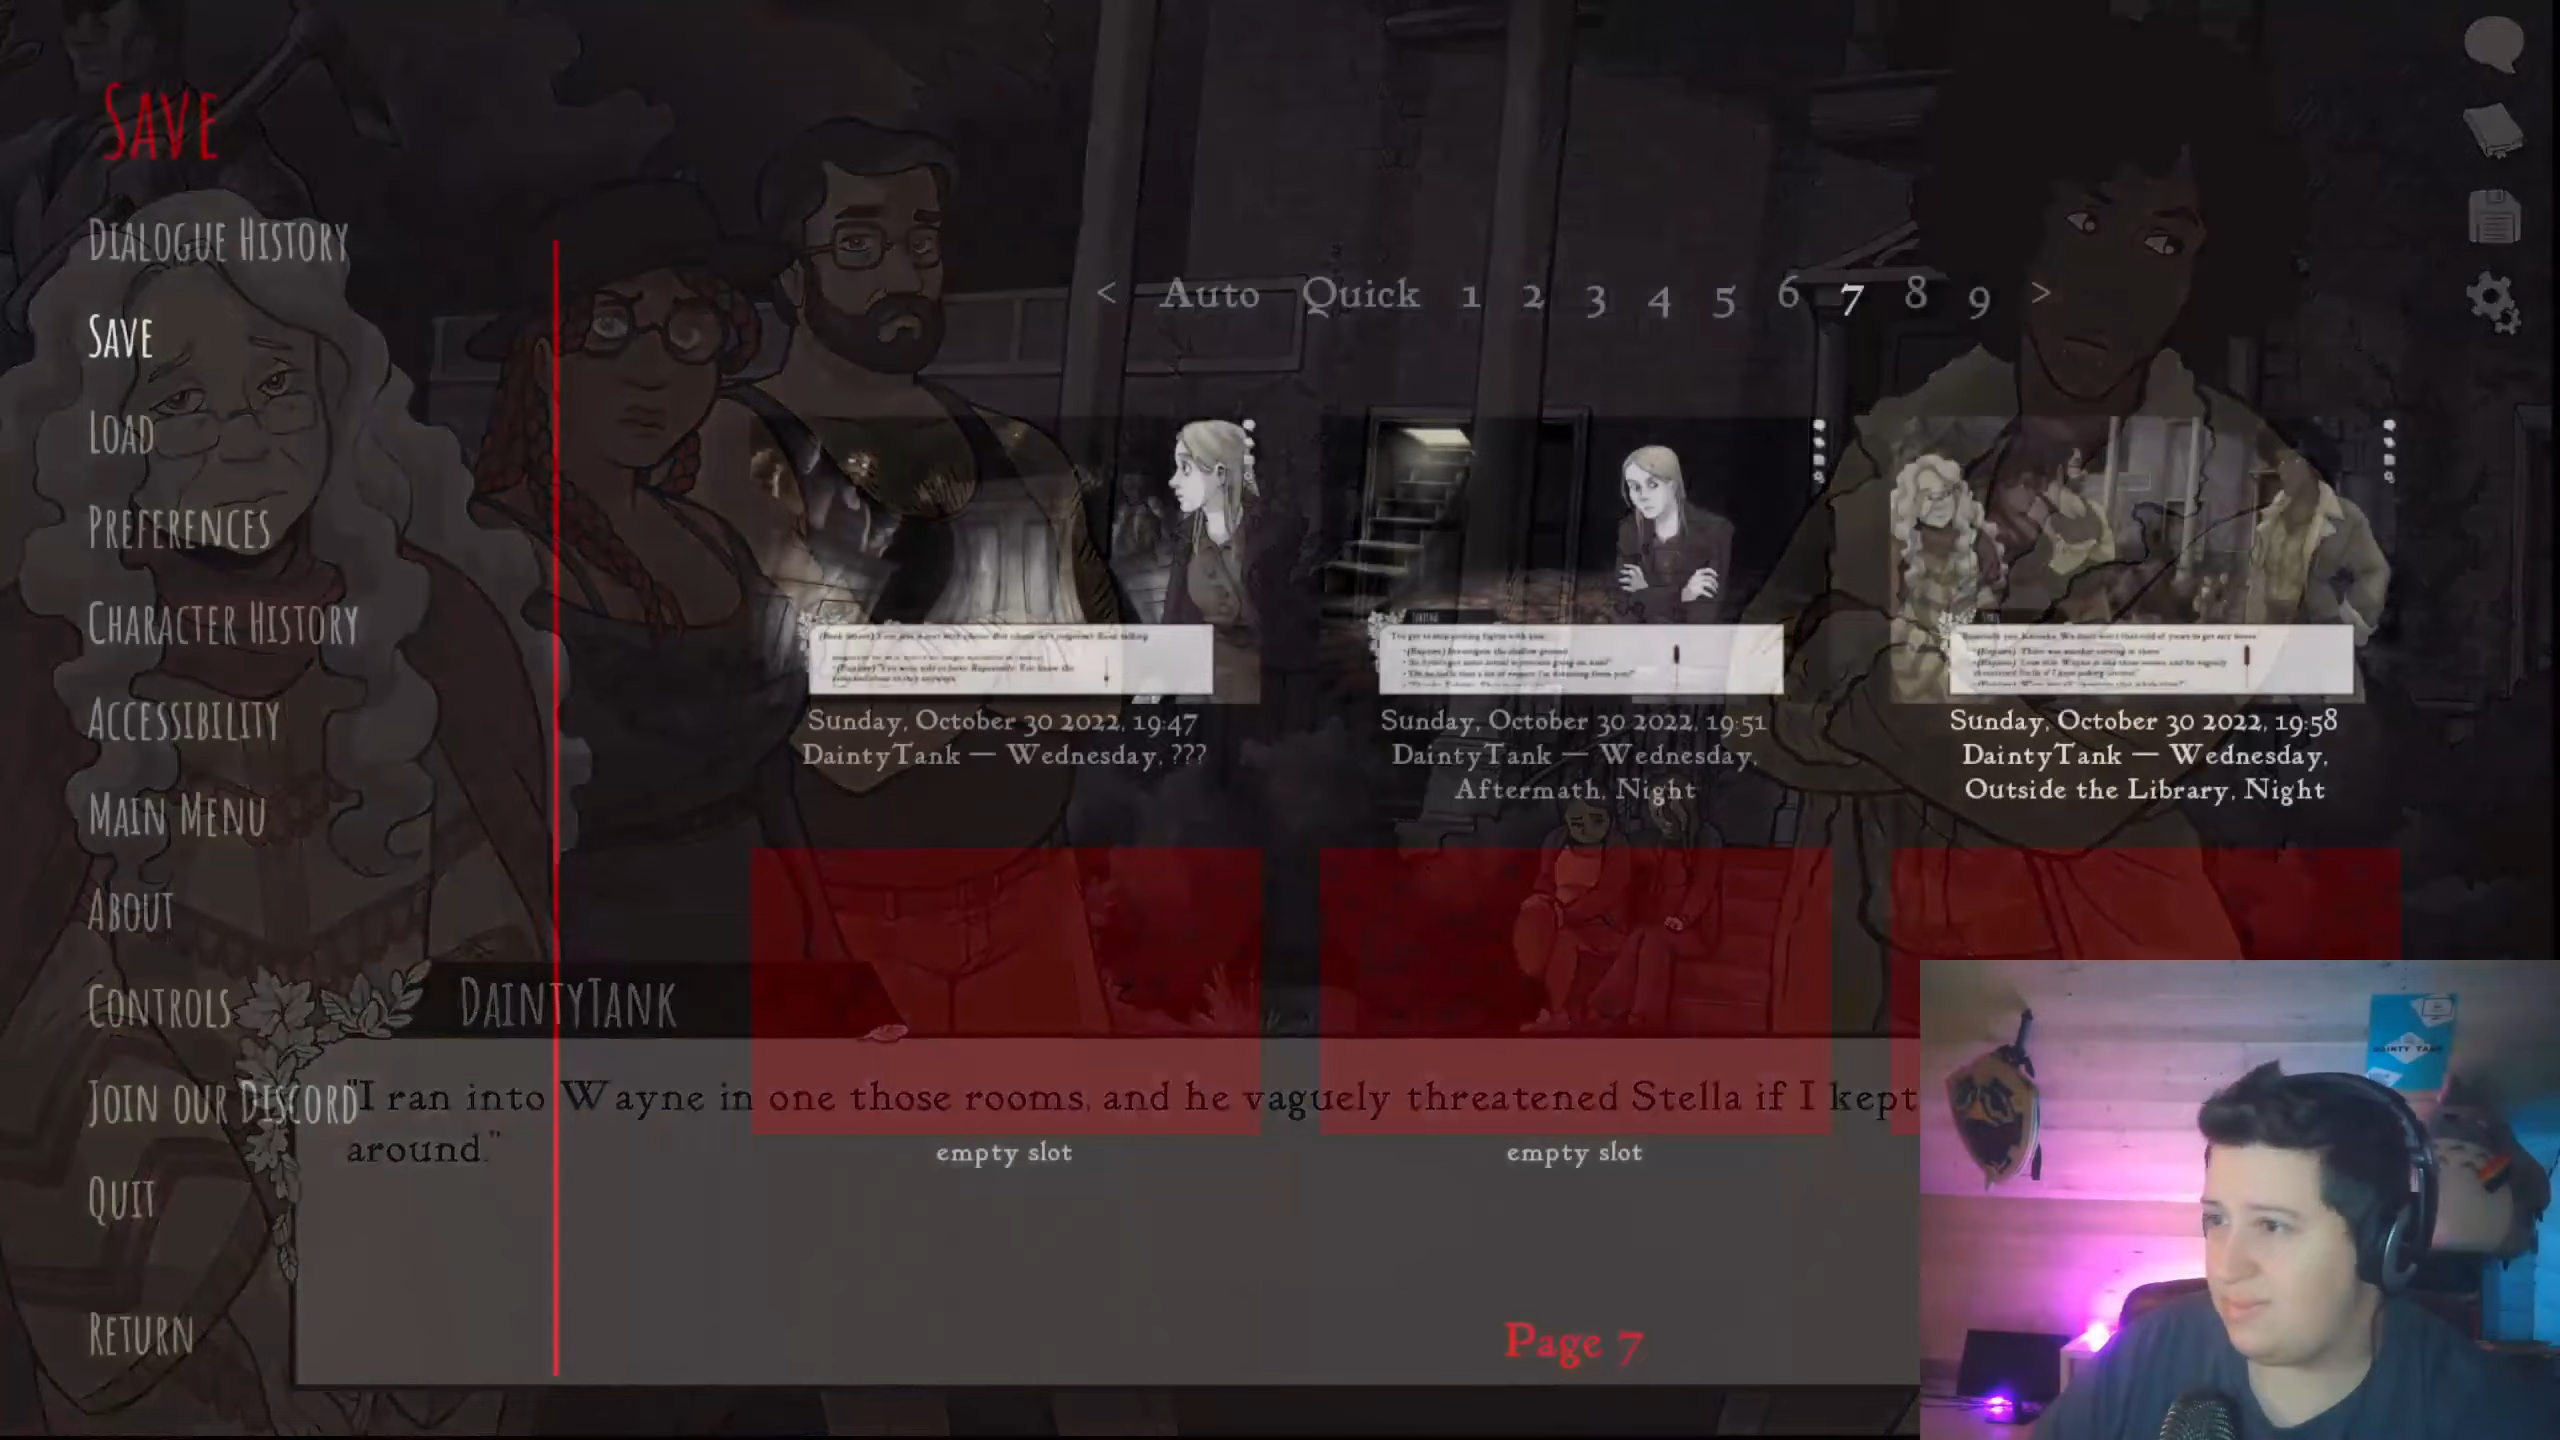 SAVE
DIALOGUE HISTORY
SAVE
LOAD
PREFERENCES
CHARACTER HISTORY
ACCESSIBILITY
MAIN MENU
ABOUT
CONTROLS
JOIN OUR DISCORD
QUIT
RETURN
< Auto Quick 1 2 3 4 5 6 7 8 9 >
Sunday, October 30 2022, 19:47
DaintyTank — Wednesday, ???
Sunday, October 30 2022, 19:51
DaintyTank — Wednesday,
Aftermath, Night
Sunday, October 30 2022, 19:58
DaintyTank — Wednesday,
Outside the Library, Night
DAINTYTANK
"I ran into Wayne in one those rooms, and he vaguely threatened Stella if I kept
around."
empty slot
empty slot
Page 7
DAINTY TANK